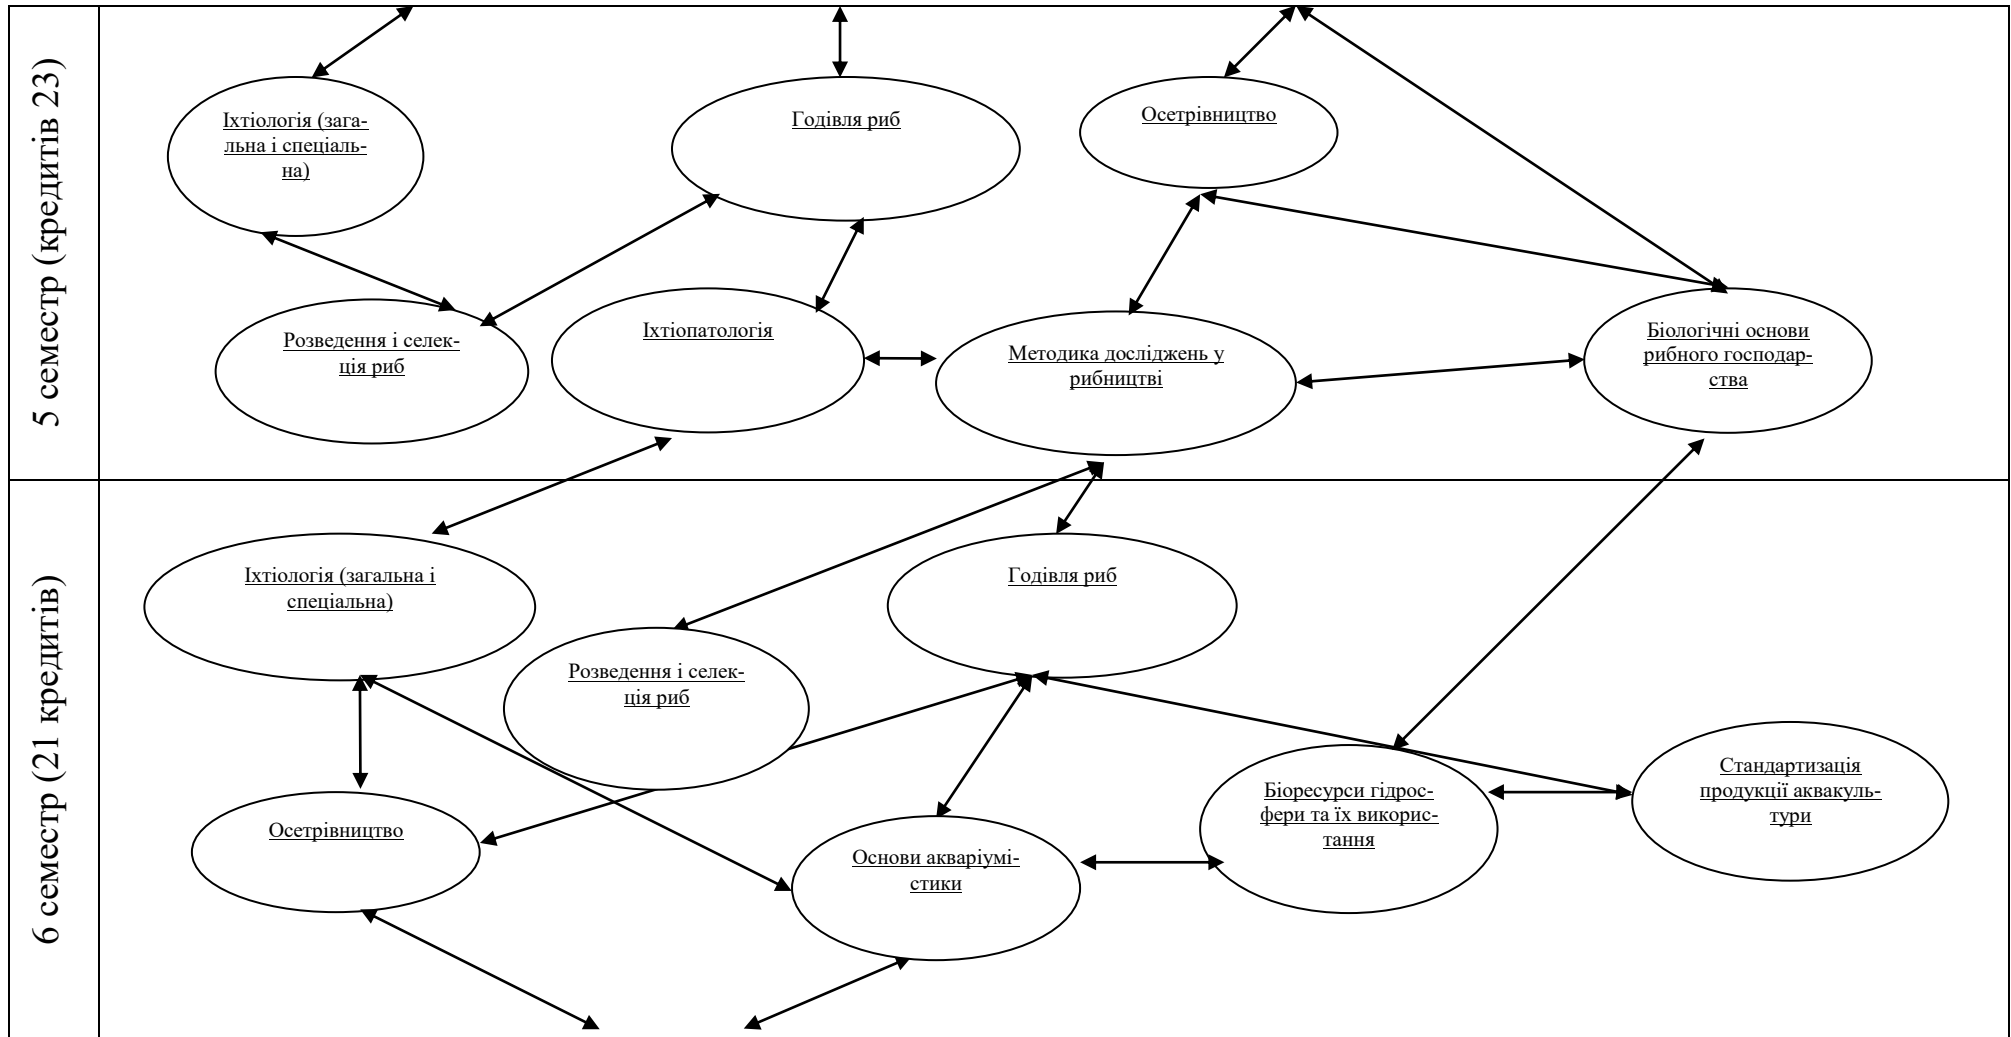 5 семестр (кредитів 23)
Іхтіологія (зага-
льна і спеціаль-
на)
Годівля риб
Осетрівництво
Розведення і селек-
ція риб
Іхтіопатологія
Методика досліджень у
рибництві
Біологічні основи
рибного господар-
ства
6 семестр (21 кредитів)
Іхтіологія (загальна і
спеціальна)
Годівля риб
Розведення і селек-
ція риб
Осетрівництво
Основи акваріумі-
стики
Біоресурси гідрос-
фери та їх викорис-
тання
Стандартизація
продукції аквакуль-
тури